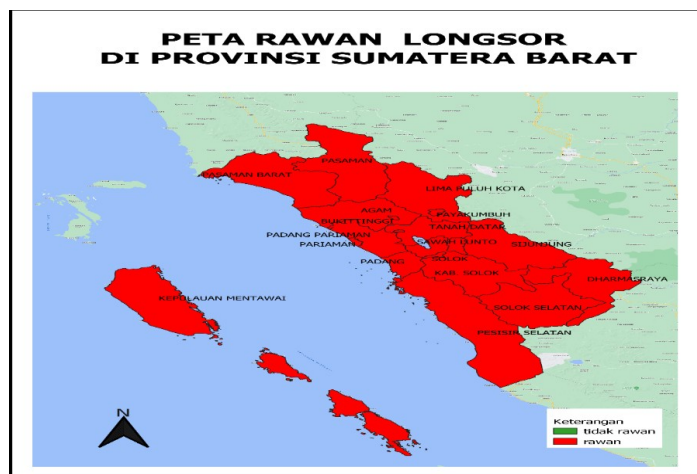 PETA RAWAN LONGSOR
DI PROVINSI SUMATERA BARAT
PASAMAN
PASAMAN BARAT
LIMA PULUH KOTA
AGAM
PAYAKUMBUH
BUKITTINGGI
TANAH DATAR
PADANG PARIAMAN
PARIAMAN
SAWAH LUNTO
SIJUNJUNG
PADANG
SOLOK
KAB. SOLOK
DHARMASRAYA
KEPULAUAN MENTAWAI
SOLOK SELATAN
PESISIR SELATAN
N
Keterangan
tidak rawan
rawan